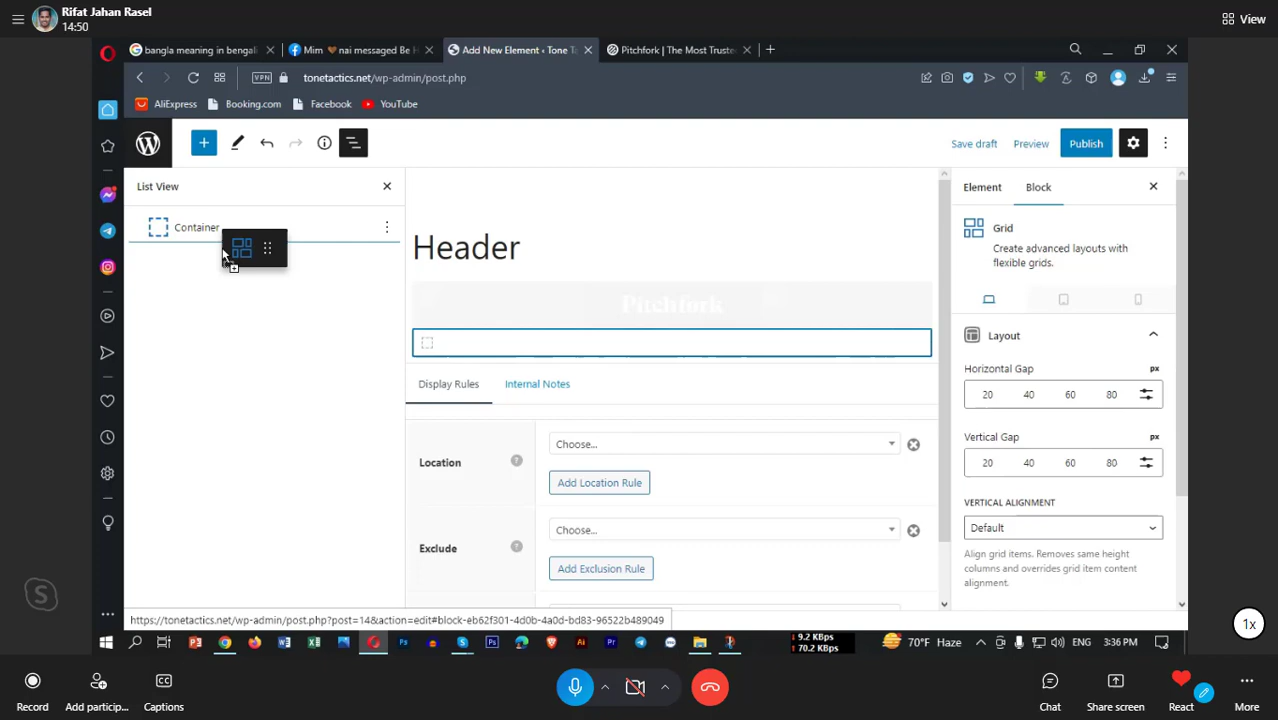 Rifat Jahan Rasel
14:50
View
bangla meaning in bengali
Mim 🤎 nai messaged Be H
Add New Element ‹ Tone T
Pitchfork | The Most Truste
tonetactics.net/wp-admin/post.php
VPN
AliExpress
Booking.com
Facebook
YouTube
Save draft
Preview
Publish
List View
Element
Block
Container
Grid
Create advanced layouts with
flexible grids.
Header
Pitchfork
Layout
Horizontal Gap
px
20 40 60 80
Vertical Gap
px
20 40 60 80
VERTICAL ALIGNMENT
Default
Align grid items. Removes same height
columns and overrides grid item content
alignment.
Display Rules
Internal Notes
Location
Choose...
Add Location Rule
Exclude
Choose...
Add Exclusion Rule
https://tonetactics.net/wp-admin/post.php?post=14&action=edit#block-eb62f301-4d0b-4a0d-bd83-96522b489049
9.2 KBps
70.2 KBps
70°F Haze
ENG
3:36 PM
1x
Record
Add particip...
Captions
Chat
Share screen
React
More